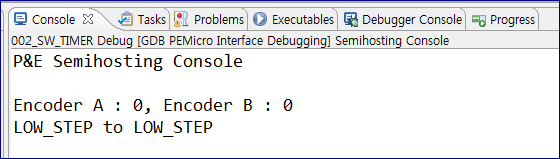 Console Tasks Problems Executables Debugger Console Progress
002_SW_TIMER Debug [GDB PEMicro Interface Debugging] Semihosting Console
P&E Semihosting Console
Encoder A : 0, Encoder B : 0
LOW_STEP to LOW_STEP